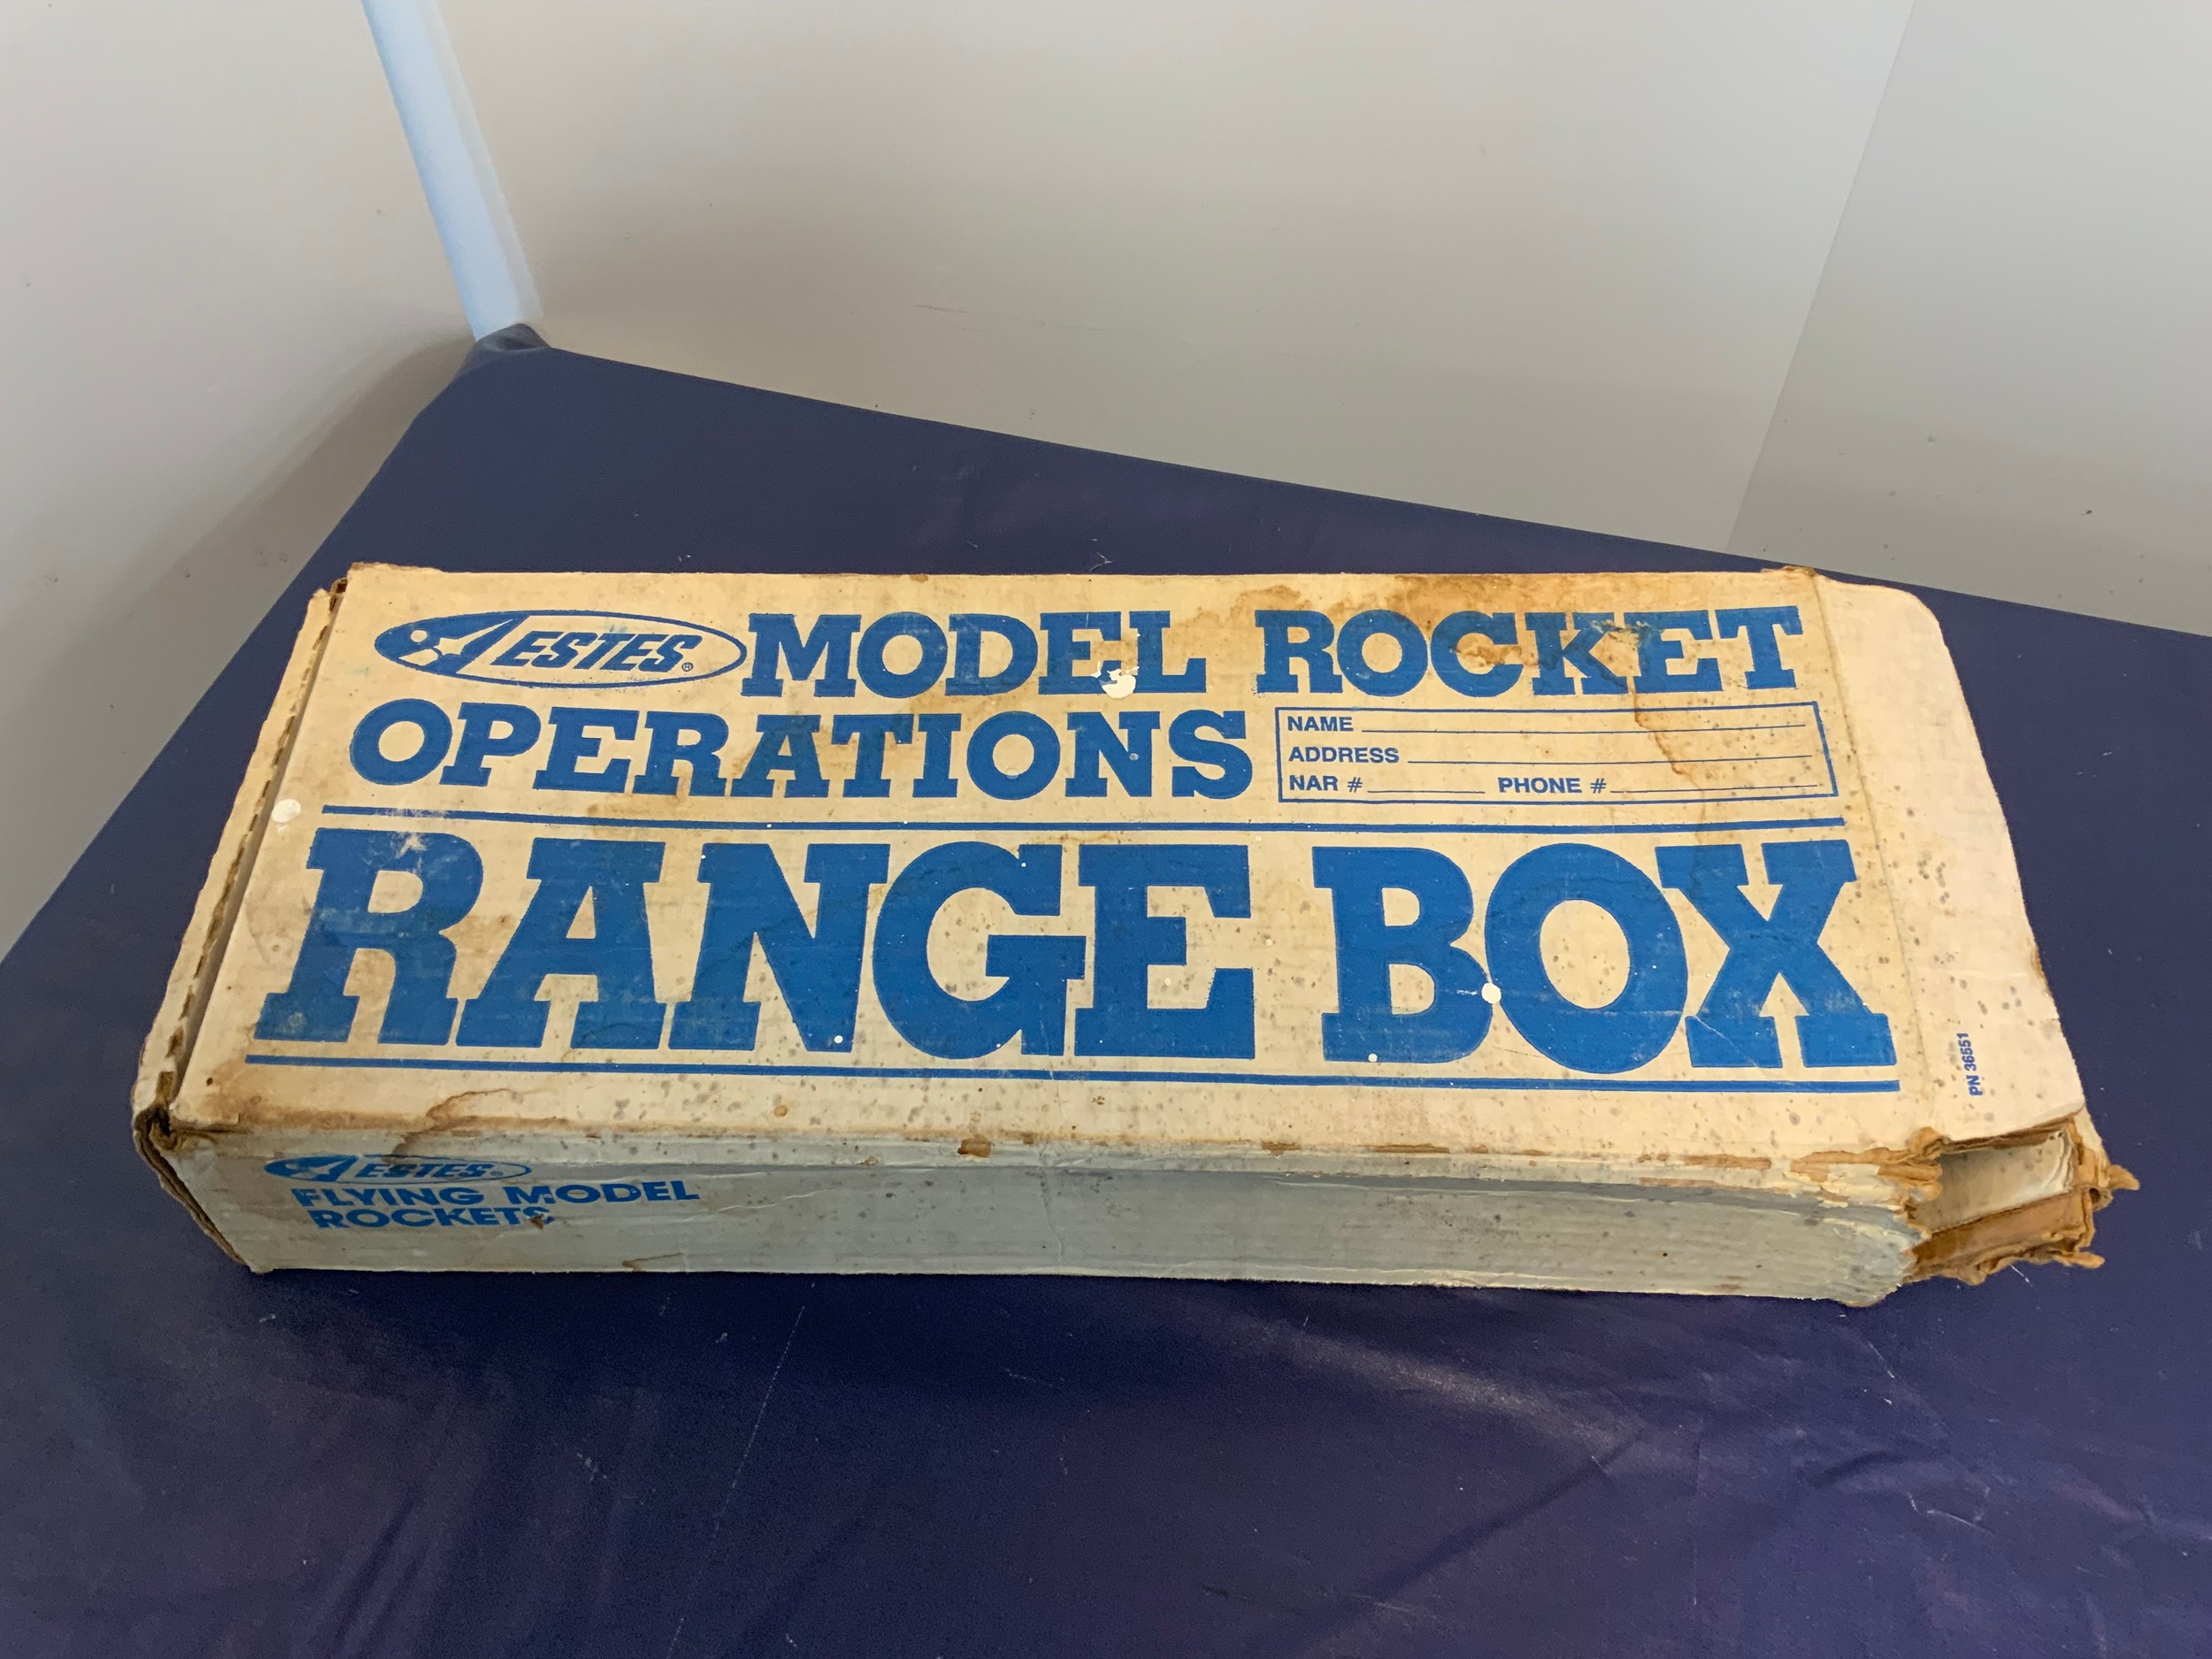 ESTES® MODEL ROCKET
OPERATIONS
NAME
ADDRESS
NAR # PHONE #
RANGE BOX
PN 36551
ESTES®
FLYING MODEL
ROCKETS